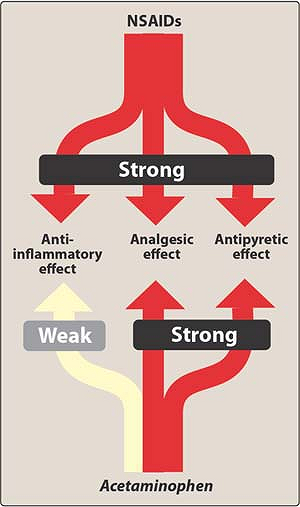 NSAIDs
Strong
Anti-
inflammatory
effect
Analgesic
effect
Antipyretic
effect
Weak
Strong
Acetaminophen